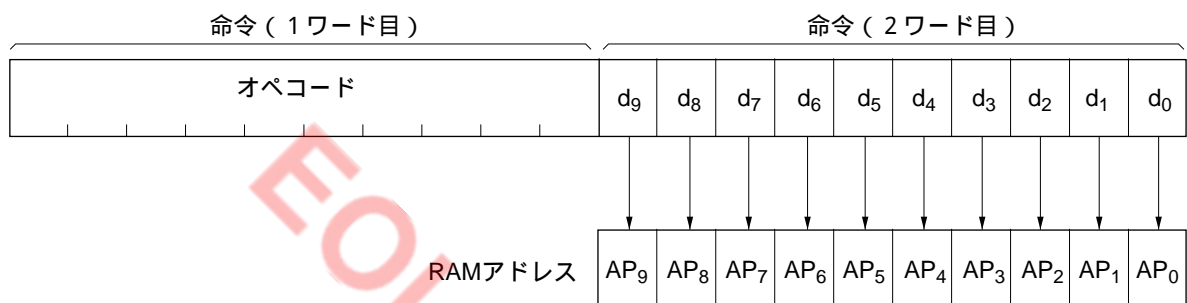 命令（1ワード目） 命令（2ワード目）
オペコード d9 d8 d7 d6 d5 d4 d3 d2 d1 d0
RAMアドレス AP9 AP8 AP7 AP6 AP5 AP4 AP3 AP2 AP1 AP0